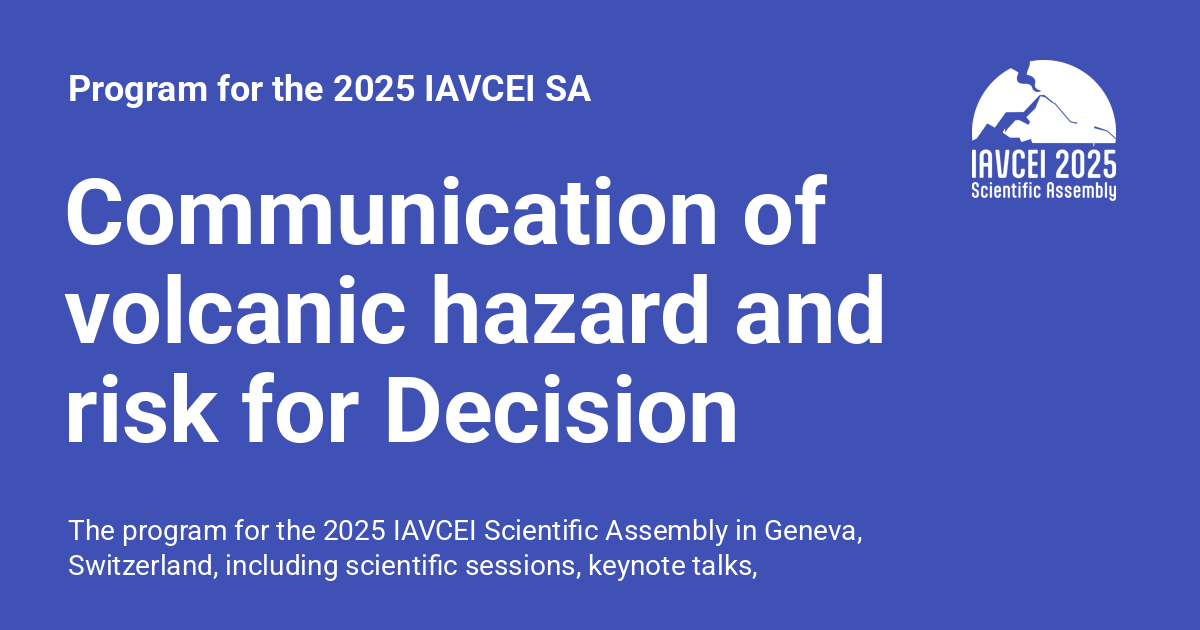 Program for the 2025 IAVCEI SA
IAVCEI 2025
Scientific Assembly
Communication of
volcanic hazard and
risk for Decision
The program for the 2025 IAVCEI Scientific Assembly in Geneva,
Switzerland, including scientific sessions, keynote talks,